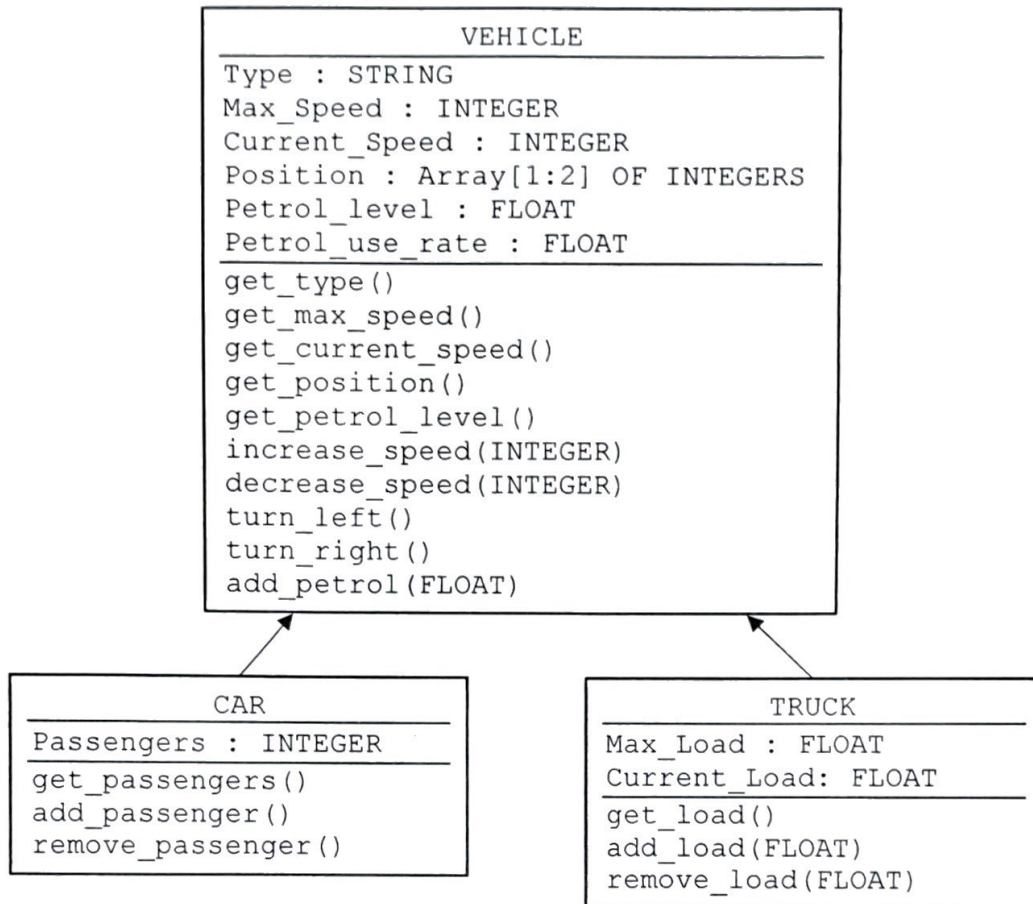 VEHICLE
Type : STRING
Max_Speed : INTEGER
Current_Speed : INTEGER
Position : Array[1:2] OF INTEGERS
Petrol_level : FLOAT
Petrol_use_rate : FLOAT
get_type()
get_max_speed()
get_current_speed()
get_position()
get_petrol_level()
increase_speed(INTEGER)
decrease_speed(INTEGER)
turn_left()
turn_right()
add_petrol(FLOAT)
CAR
Passengers : INTEGER
get_passengers()
add_passenger()
remove_passenger()
TRUCK
Max_Load : FLOAT
Current_Load: FLOAT
get_load()
add_load(FLOAT)
remove_load(FLOAT)